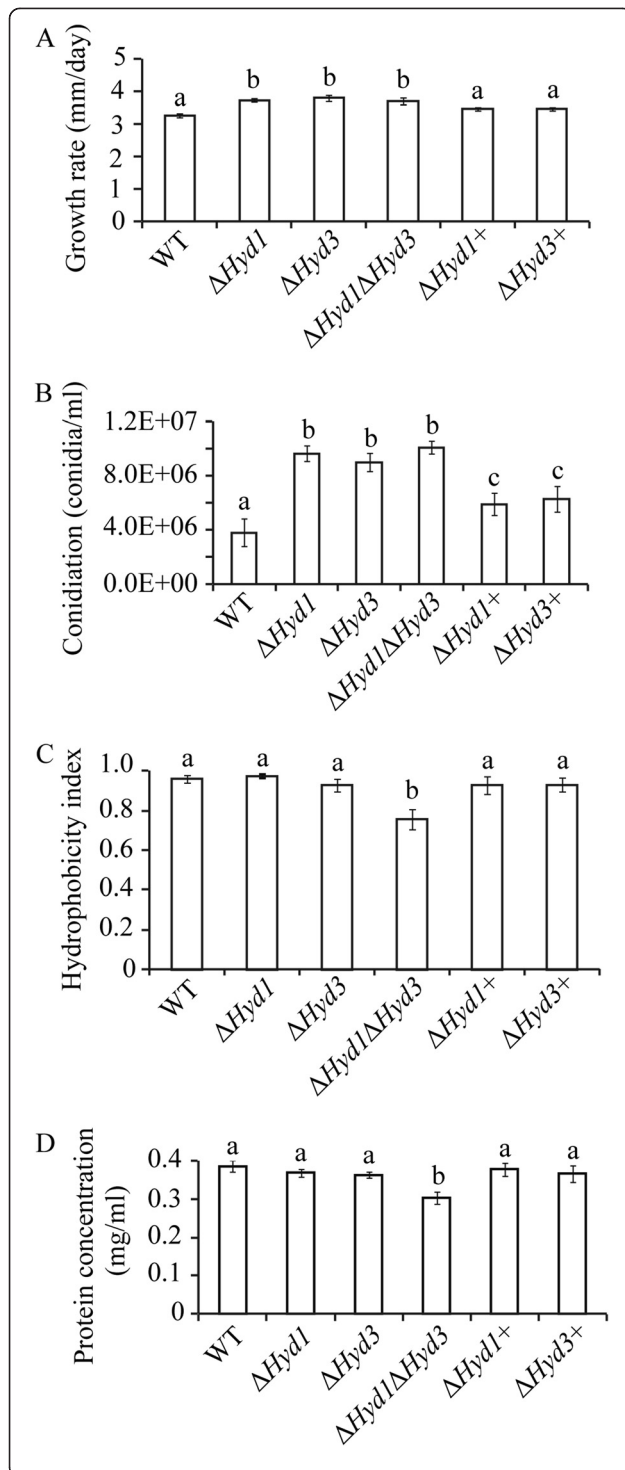 A
Growth rate (mm/day)
5
4
3
2
1
0
a
b
b
b
a
a
WT
ΔHyd1
ΔHyd3
ΔHyd1ΔHyd3
ΔHyd1+
ΔHyd3+
B
Conidiation (conidia/ml)
1.2E+07
8.0E+06
4.0E+06
0.0E+00
a
b
b
b
c
c
WT
ΔHyd1
ΔHyd3
ΔHyd1ΔHyd3
ΔHyd1+
ΔHyd3+
C
Hydrophobicity index
1.0
0.8
0.6
0.4
0.2
0
a
a
a
b
a
a
WT
ΔHyd1
ΔHyd3
ΔHyd1ΔHyd3
ΔHyd1+
ΔHyd3+
D
Protein concentration
(mg/ml)
0.4
0.3
0.2
0.1
0
a
a
a
b
a
a
WT
ΔHyd1
ΔHyd3
ΔHyd1ΔHyd3
ΔHyd1+
ΔHyd3+